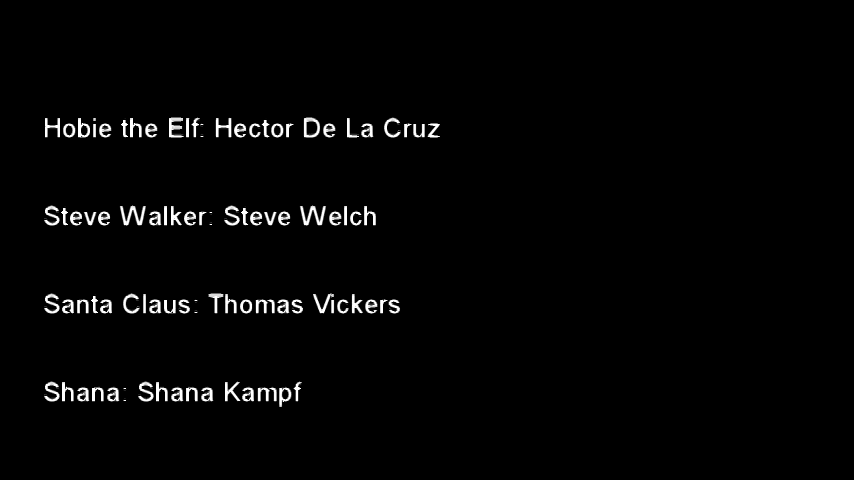 Hobie the Elf: Hector De La Cruz
Steve Walker: Steve Welch
Santa Claus: Thomas Vickers
Shana: Shana Kampf